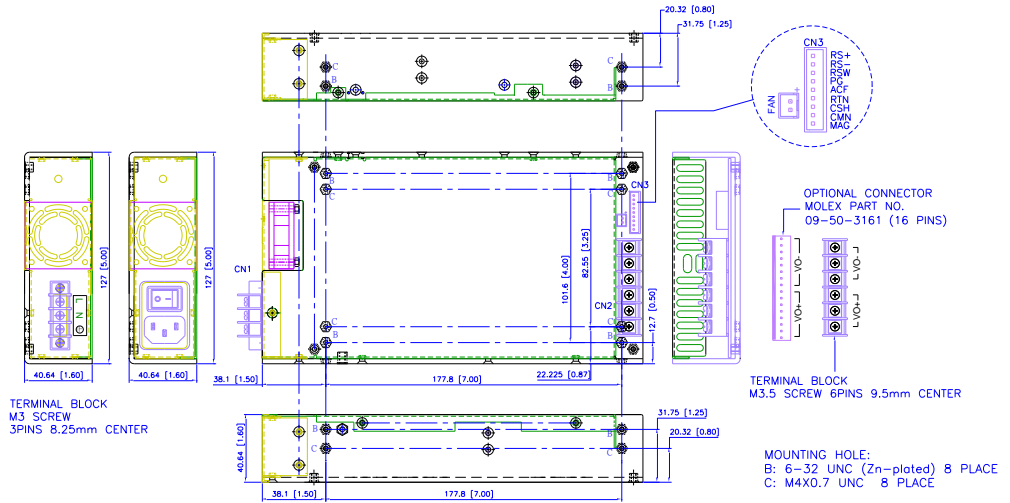 20.32 [0.80]
31.75 [1.25]
C
B
C
B
CN3
RS+
RS-
RSW
PG
ACF
RTN
CSH
CMN
MAG
+
FAN
127 [5.00]
127 [5.00]
L
N
40.64 [1.60]
40.64 [1.60]
TERMINAL BLOCK
M3 SCREW
3PINS 8.25mm CENTER
CN1
B
C
B
C
CN3
101.6 [4.00]
82.55 [3.25]
CN2
12.7 [0.50]
C
B
C
B
22.225 [0.87]
38.1 [1.50]
177.8 [7.00]
OPTIONAL CONNECTOR
MOLEX PART NO.
09-50-3161 (16 PINS)
VO-
VO+
VO-
VO+
TERMINAL BLOCK
M3.5 SCREW 6PINS 9.5mm CENTER
40.64 [1.60]
B
C
B
C
31.75 [1.25]
20.32 [0.80]
38.1 [1.50]
177.8 [7.00]
MOUNTING HOLE:
B: 6-32 UNC (Zn-plated) 8 PLACE
C: M4X0.7 UNC 8 PLACE